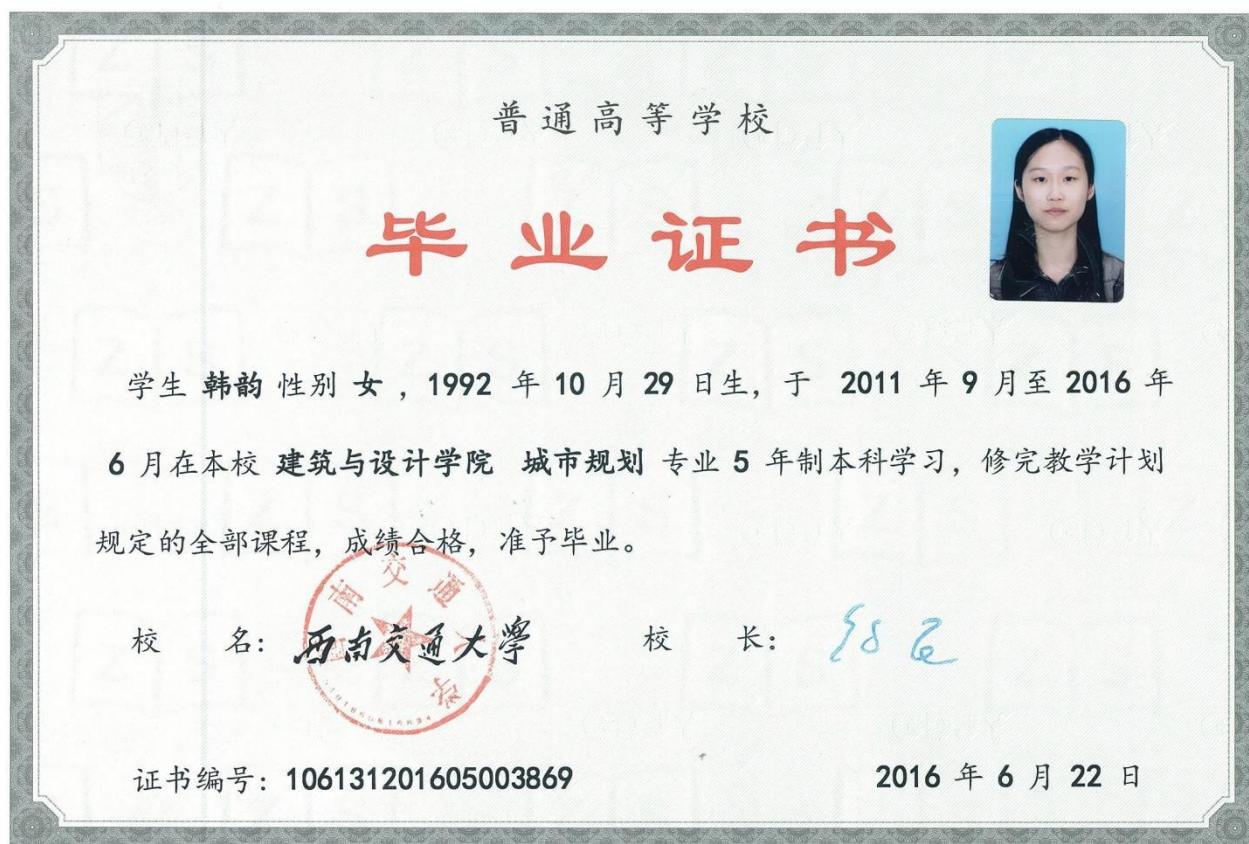 普通高等学校
毕业证书
学生 韩韵 性别 女 ，1992 年 10 月 29 日生，于 2011 年 9 月至 2016 年
6 月在本校 建筑与设计学院 城市规划 专业 5 年制本科学习，修完教学计划
规定的全部课程，成绩合格，准予毕业。
校 名：西南交通大學 校 长：
证书编号：106131201605003869 2016 年 6 月 22 日